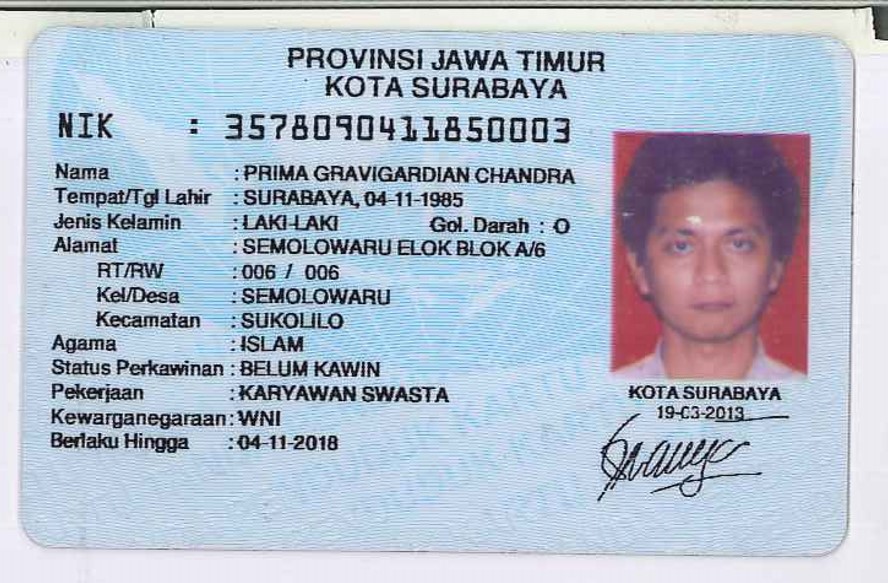 PROVINSI JAWA TIMUR
KOTA SURABAYA
NIK : 3578090411850003
Nama : PRIMA GRAVIGARDIAN CHANDRA
Tempat/Tgl Lahir : SURABAYA, 04-11-1985
Jenis Kelamin : LAKI-LAKI Gol. Darah : O
Alamat : SEMOLOWARU ELOK BLOK A/6
RT/RW : 006 / 006
Kel/Desa : SEMOLOWARU
Kecamatan : SUKOLILO
Agama : ISLAM
Status Perkawinan : BELUM KAWIN
Pekerjaan : KARYAWAN SWASTA
Kewarganegaraan : WNI
Berlaku Hingga : 04-11-2018
KOTA SURABAYA
19-03-2013